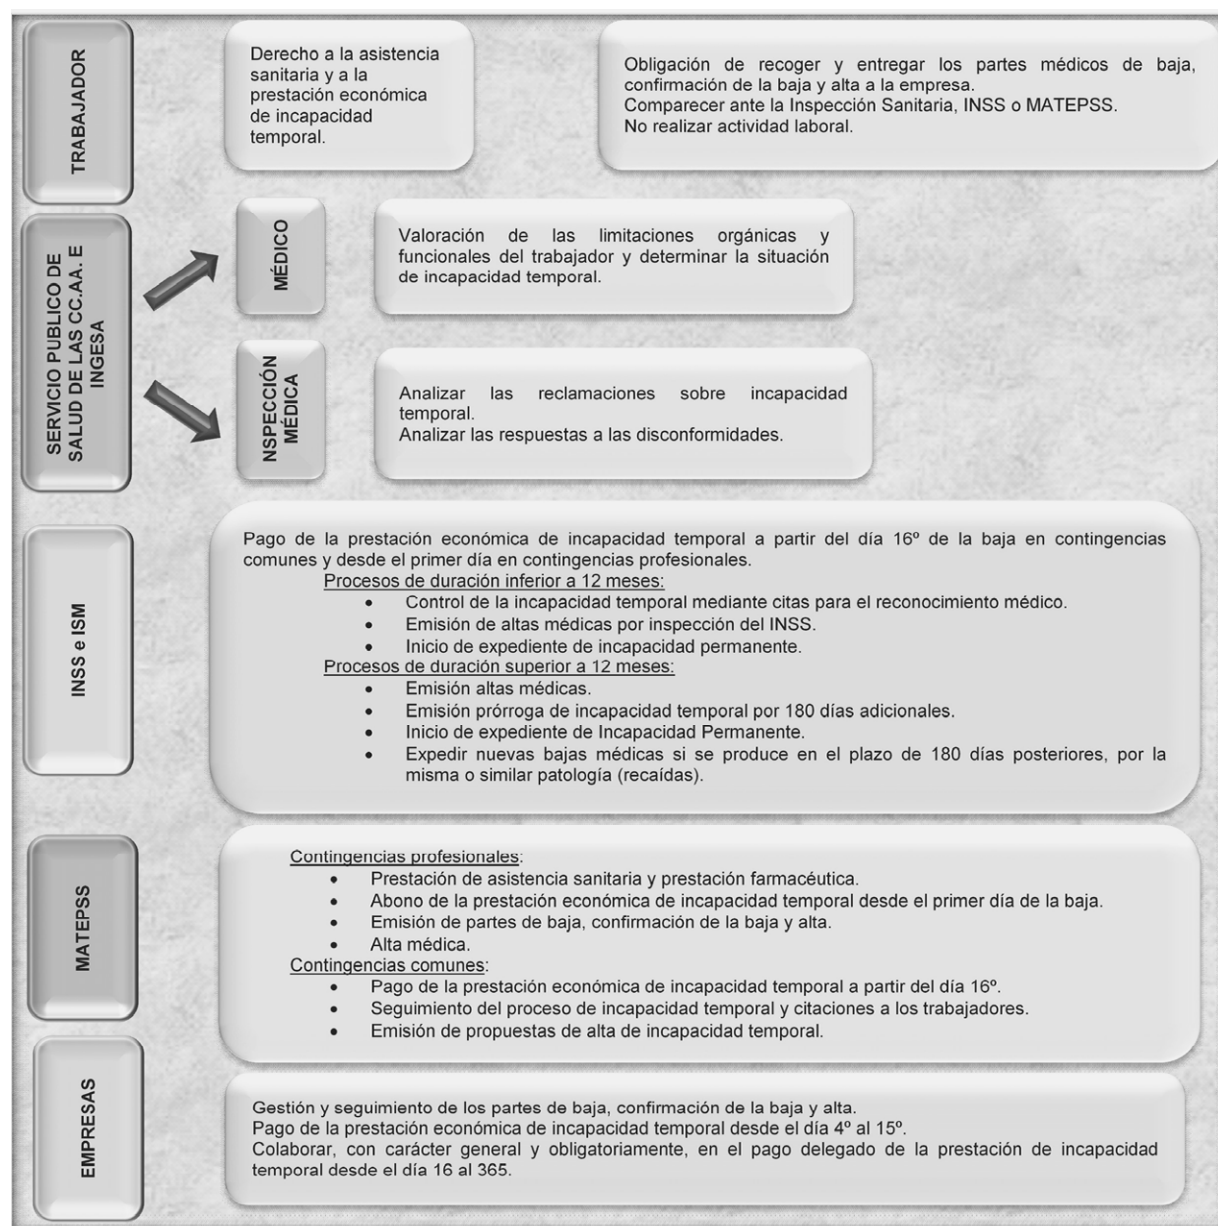 TRABAJADOR
Derecho a la asistencia
sanitaria y a la
prestación económica
de incapacidad
temporal.
Obligación de recoger y entregar los partes médicos de baja,
confirmación de la baja y alta a la empresa.
Comparecer ante la Inspección Sanitaria, INSS o MATEPSS.
No realizar actividad laboral.
SERVICIO PUBLICO DE
SALUD DE LAS CC.AA. E
INGESA
MÉDICO
Valoración de las limitaciones orgánicas y
funcionales del trabajador y determinar la situación
de incapacidad temporal.
NSPECCIÓN
MÉDICA
Analizar las reclamaciones sobre incapacidad
temporal.
Analizar las respuestas a las disconformidades.
INSS e ISM
Pago de la prestación económica de incapacidad temporal a partir del día 16º de la baja en contingencias
comunes y desde el primer día en contingencias profesionales.
Procesos de duración inferior a 12 meses:
• Control de la incapacidad temporal mediante citas para el reconocimiento médico.
• Emisión de altas médicas por inspección del INSS.
• Inicio de expediente de incapacidad permanente.
Procesos de duración superior a 12 meses:
• Emisión altas médicas.
• Emisión prórroga de incapacidad temporal por 180 días adicionales.
• Inicio de expediente de Incapacidad Permanente.
• Expedir nuevas bajas médicas si se produce en el plazo de 180 días posteriores, por la
misma o similar patología (recaídas).
MATEPSS
Contingencias profesionales:
• Prestación de asistencia sanitaria y prestación farmacéutica.
• Abono de la prestación económica de incapacidad temporal desde el primer día de la baja.
• Emisión de partes de baja, confirmación de la baja y alta.
• Alta médica.
Contingencias comunes:
• Pago de la prestación económica de incapacidad temporal a partir del día 16º.
• Seguimiento del proceso de incapacidad temporal y citaciones a los trabajadores.
• Emisión de propuestas de alta de incapacidad temporal.
EMPRESAS
Gestión y seguimiento de los partes de baja, confirmación de la baja y alta.
Pago de la prestación económica de incapacidad temporal desde el día 4º al 15º.
Colaborar, con carácter general y obligatoriamente, en el pago delegado de la prestación de incapacidad
temporal desde el día 16 al 365.